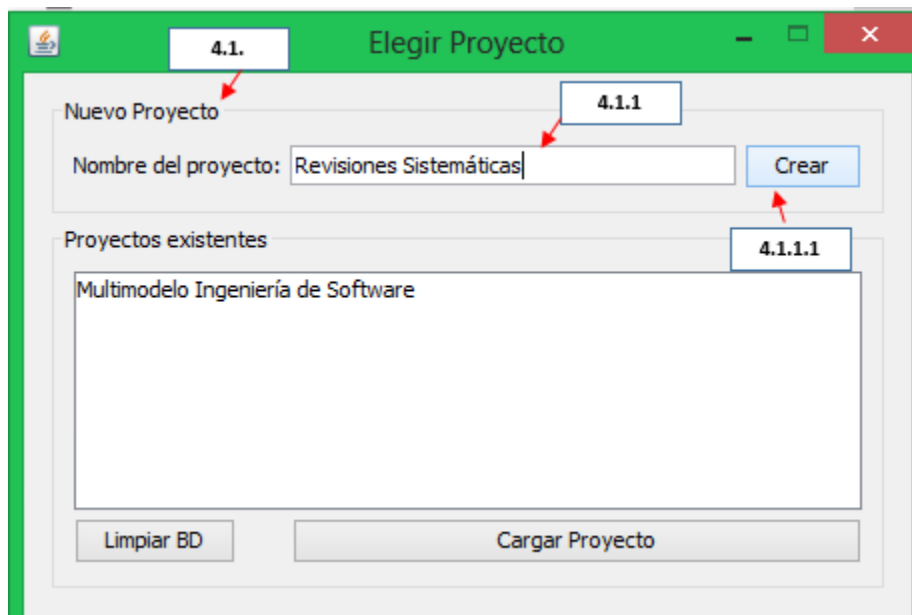 4.1.
Elegir Proyecto
Nuevo Proyecto
4.1.1
Nombre del proyecto: Revisiones Sistemáticas Crear
Proyectos existentes
4.1.1.1
Multimodelo Ingeniería de Software
Limpiar BD Cargar Proyecto